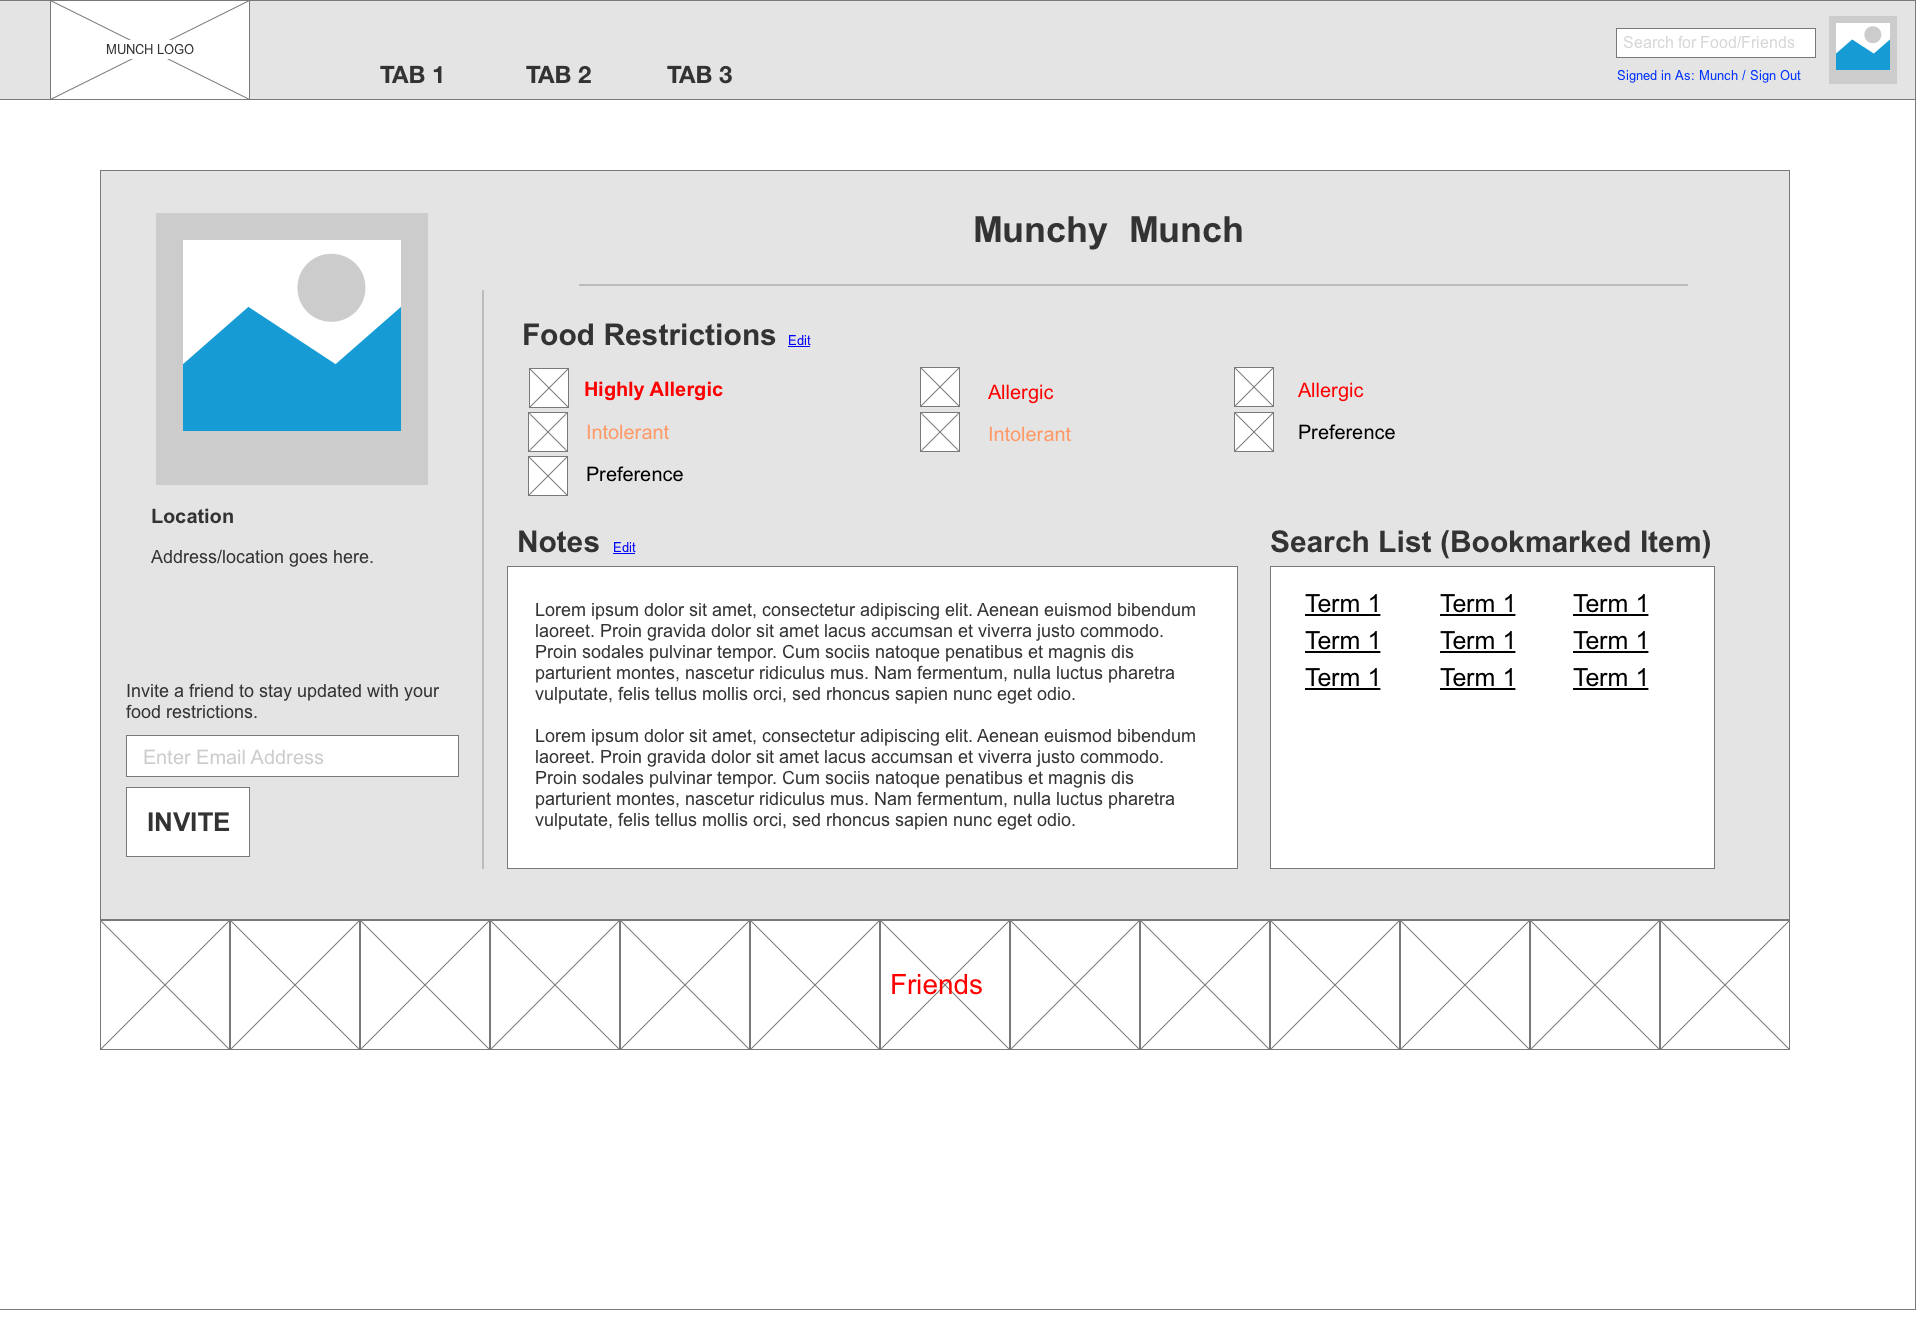 MUNCH LOGO
TAB 1 TAB 2 TAB 3
Search for Food/Friends
Signed in As: Munch / Sign Out
Munchy Munch
Food Restrictions Edit
Highly Allergic Allergic Allergic
Intolerant Intolerant Preference
Preference
Location
Address/location goes here.
Invite a friend to stay updated with your
food restrictions.
Enter Email Address
INVITE
Notes Edit
Lorem ipsum dolor sit amet, consectetur adipiscing elit. Aenean euismod bibendum
laoreet. Proin gravida dolor sit amet lacus accumsan et viverra justo commodo.
Proin sodales pulvinar tempor. Cum sociis natoque penatibus et magnis dis
parturient montes, nascetur ridiculus mus. Nam fermentum, nulla luctus pharetra
vulputate, felis tellus mollis orci, sed rhoncus sapien nunc eget odio.
Lorem ipsum dolor sit amet, consectetur adipiscing elit. Aenean euismod bibendum
laoreet. Proin gravida dolor sit amet lacus accumsan et viverra justo commodo.
Proin sodales pulvinar tempor. Cum sociis natoque penatibus et magnis dis
parturient montes, nascetur ridiculus mus. Nam fermentum, nulla luctus pharetra
vulputate, felis tellus mollis orci, sed rhoncus sapien nunc eget odio.
Search List (Bookmarked Item)
Term 1 Term 1 Term 1
Term 1 Term 1 Term 1
Term 1 Term 1 Term 1
Friends